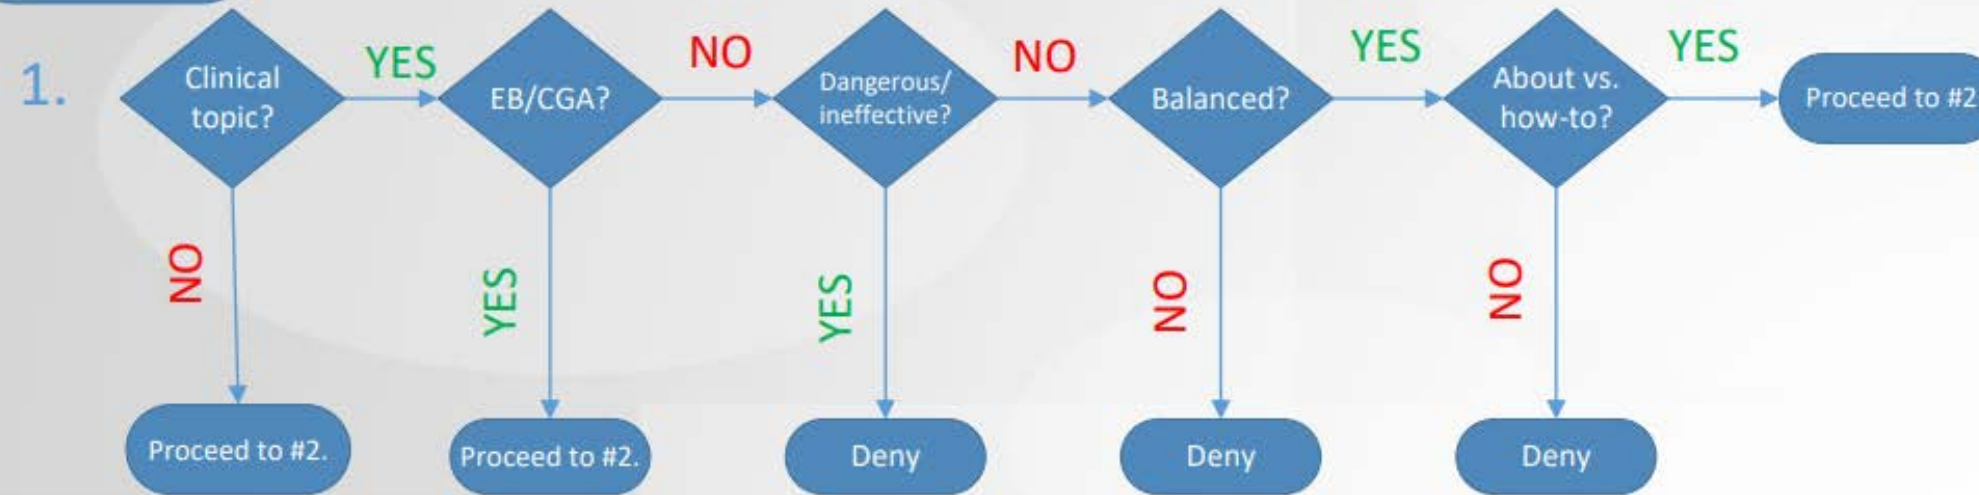 1.
Clinical
topic?
YES
EB/CGA?
NO
Dangerous/
ineffective?
NO
Balanced?
YES
About vs.
how-to?
YES
Proceed to #2
NO
YES
YES
NO
NO
Proceed to #2.
Proceed to #2.
Deny
Deny
Deny